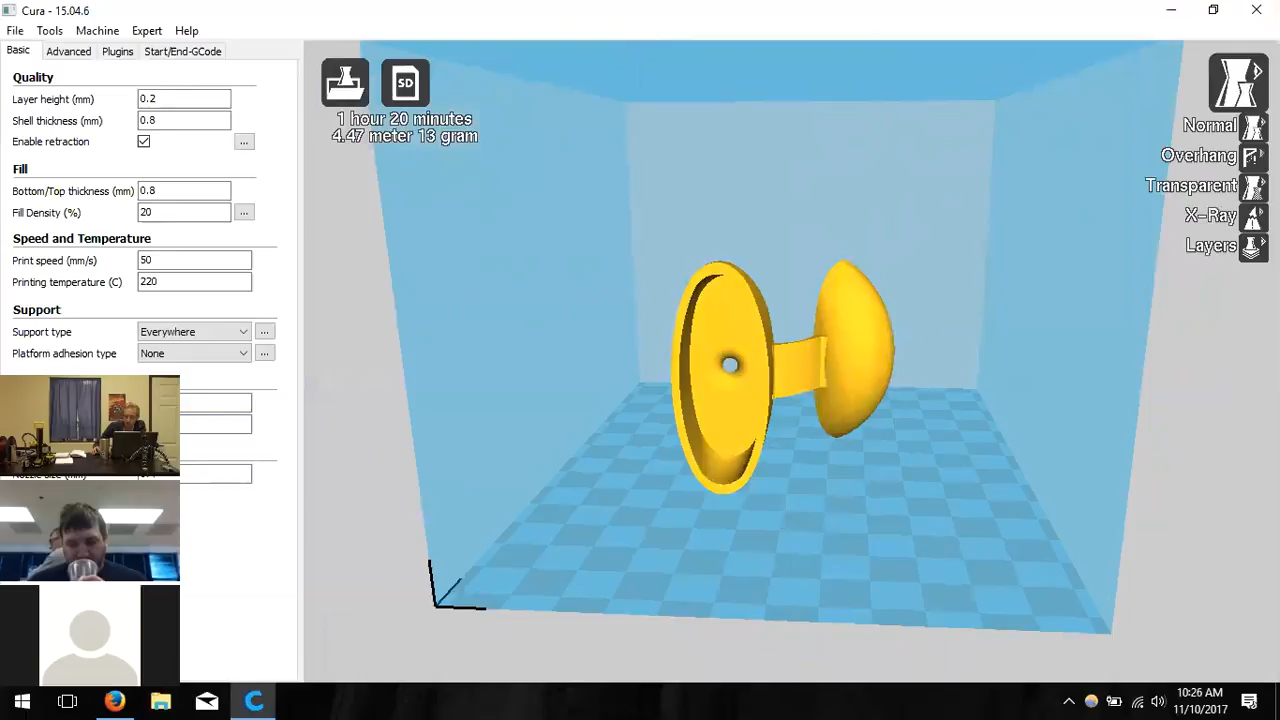 Cura - 15.04.6
File Tools Machine Expert Help
Basic Advanced Plugins Start/End-GCode
Quality
Layer height (mm) 0.2
Shell thickness (mm) 0.8
Enable retraction ...
Fill
Bottom/Top thickness (mm) 0.8
Fill Density (%) 20 ...
Speed and Temperature
Print speed (mm/s) 50
Printing temperature (C) 220
Support
Support type Everywhere ...
Platform adhesion type None ...
SD
1 hour 20 minutes
4.47 meter 13 gram
Normal
Overhang
Transparent
X-Ray
Layers
10:26 AM
11/10/2017